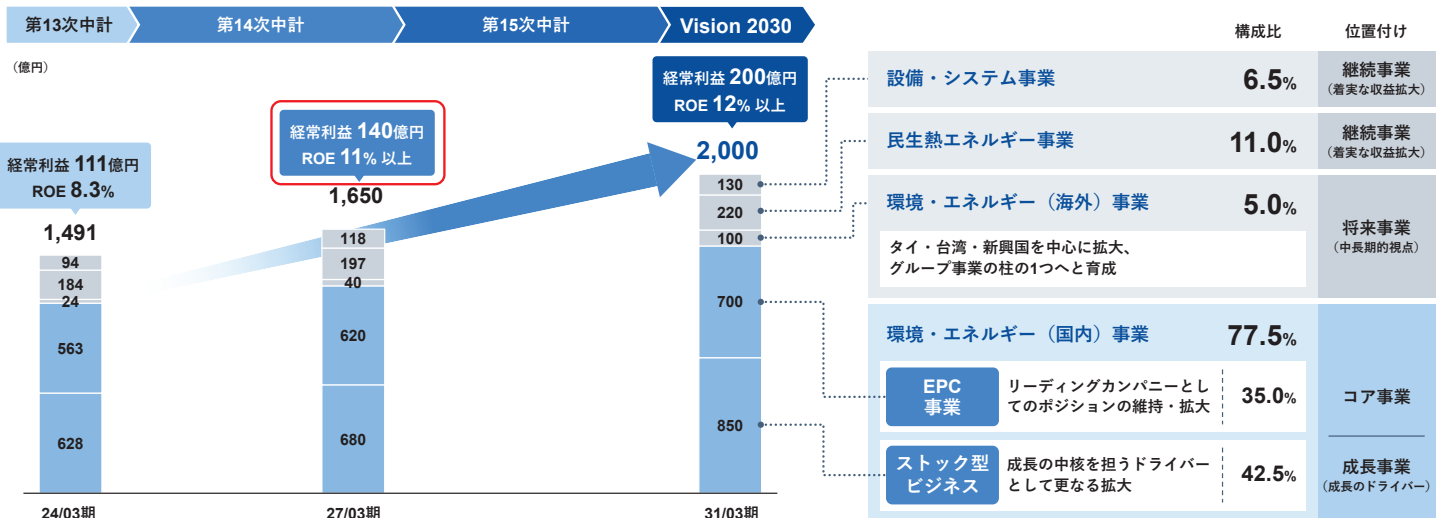 第13次中計
第14次中計
第15次中計
Vision 2030
（億円）
経常利益 111億円
ROE 8.3%
1,491
94
184
24
563
628
24/03期
経常利益 140億円
ROE 11% 以上
1,650
118
197
40
620
680
27/03期
経常利益 200億円
ROE 12% 以上
2,000
130
220
100
700
850
31/03期
構成比
位置付け
設備・システム事業
6.5%
継続事業
（着実な収益拡大）
民生熱エネルギー事業
11.0%
継続事業
（着実な収益拡大）
環境・エネルギー（海外）事業
5.0%
タイ・台湾・新興国を中心に拡大、
グループ事業の柱の1つへと育成
将来事業
（中長期的視点）
環境・エネルギー（国内）事業
77.5%
EPC
事業
リーディングカンパニーとし
てのポジションの維持・拡大
35.0%
コア事業
ストック型
ビジネス
成長の中核を担うドライバー
として更なる拡大
42.5%
成長事業
（成長のドライバー）